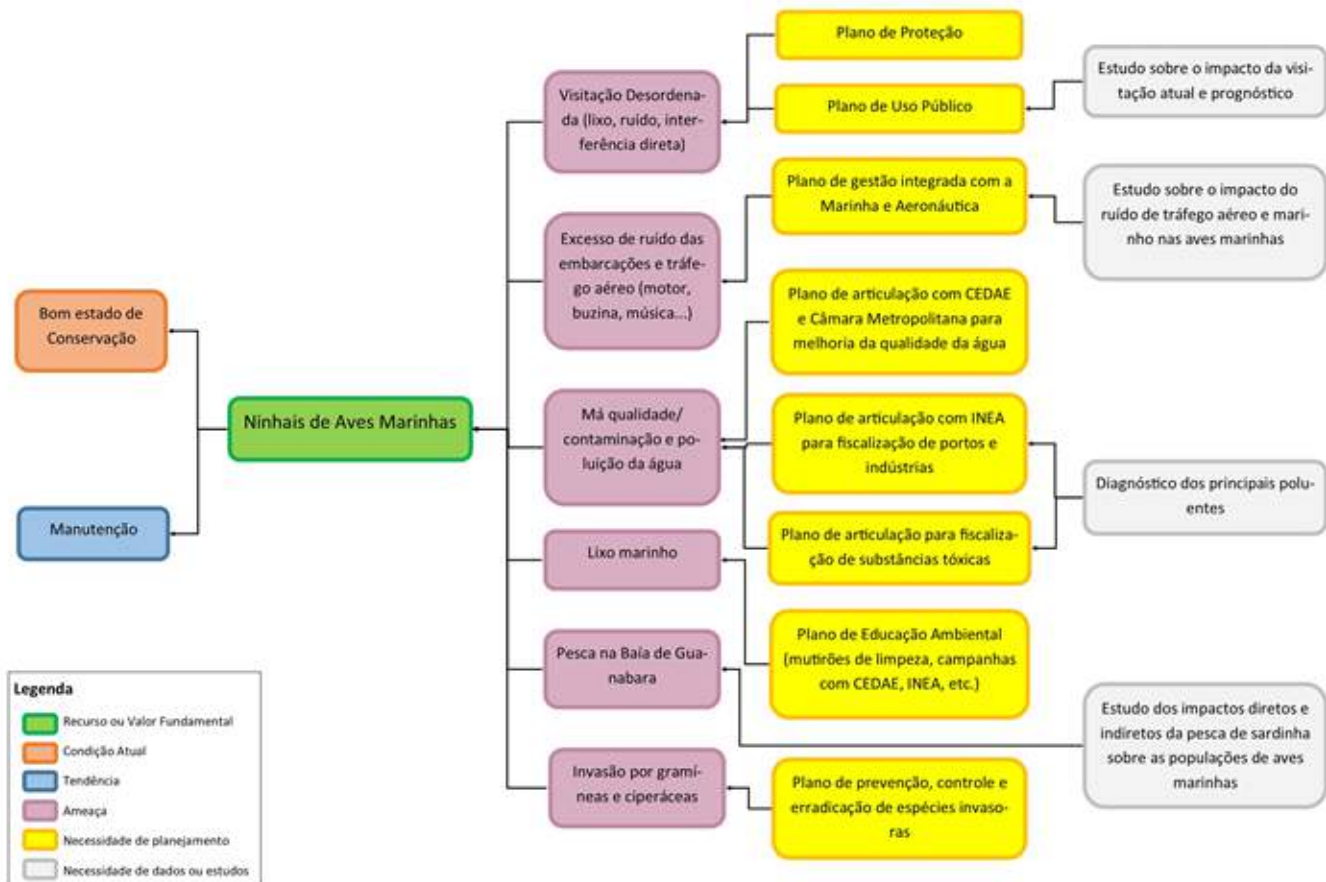 Plano de Proteção
Estudo sobre o impacto da visi-
tação atual e prognóstico
Visitação Desordena-
da (lixo, ruído, inter-
ferência direta)
Plano de Uso Público
Plano de gestão integrada com a
Marinha e Aeronáutica
Estudo sobre o impacto do
ruído de tráfego aéreo e mari-
nho nas aves marinhas
Excesso de ruído das
embarcações e tráfe-
go aéreo (motor,
buzina, música...)
Plano de articulação com CEDAE
e Câmara Metropolitana para
melhoria da qualidade da água
Bom estado de
Conservação
Ninhais de Aves Marinhas
Má qualidade/
contaminação e po-
luição da água
Plano de articulação com INEA
para fiscalização de portos e
indústrias
Diagnóstico dos principais polu-
entes
Manutenção
Lixo marinho
Plano de articulação para fiscaliza-
ção de substâncias tóxicas
Plano de Educação Ambiental
(mutirões de limpeza, campanhas
com CEDAE, INEA, etc.)
Pesca na Baía de Gua-
nabara
Estudo dos impactos diretos e
indiretos da pesca de sardinha
sobre as populações de aves
marinhas
Invasão por gramí-
neas e ciperáceas
Plano de prevenção, controle e
erradicação de espécies invaso-
ras
Legenda
Recurso ou Valor Fundamental
Condição Atual
Tendência
Ameaça
Necessidade de planejamento
Necessidade de dados ou estudos